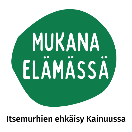 MUKANA
ELÄMÄSSÄ
Itsemurhien ehkäisy Kainuussa